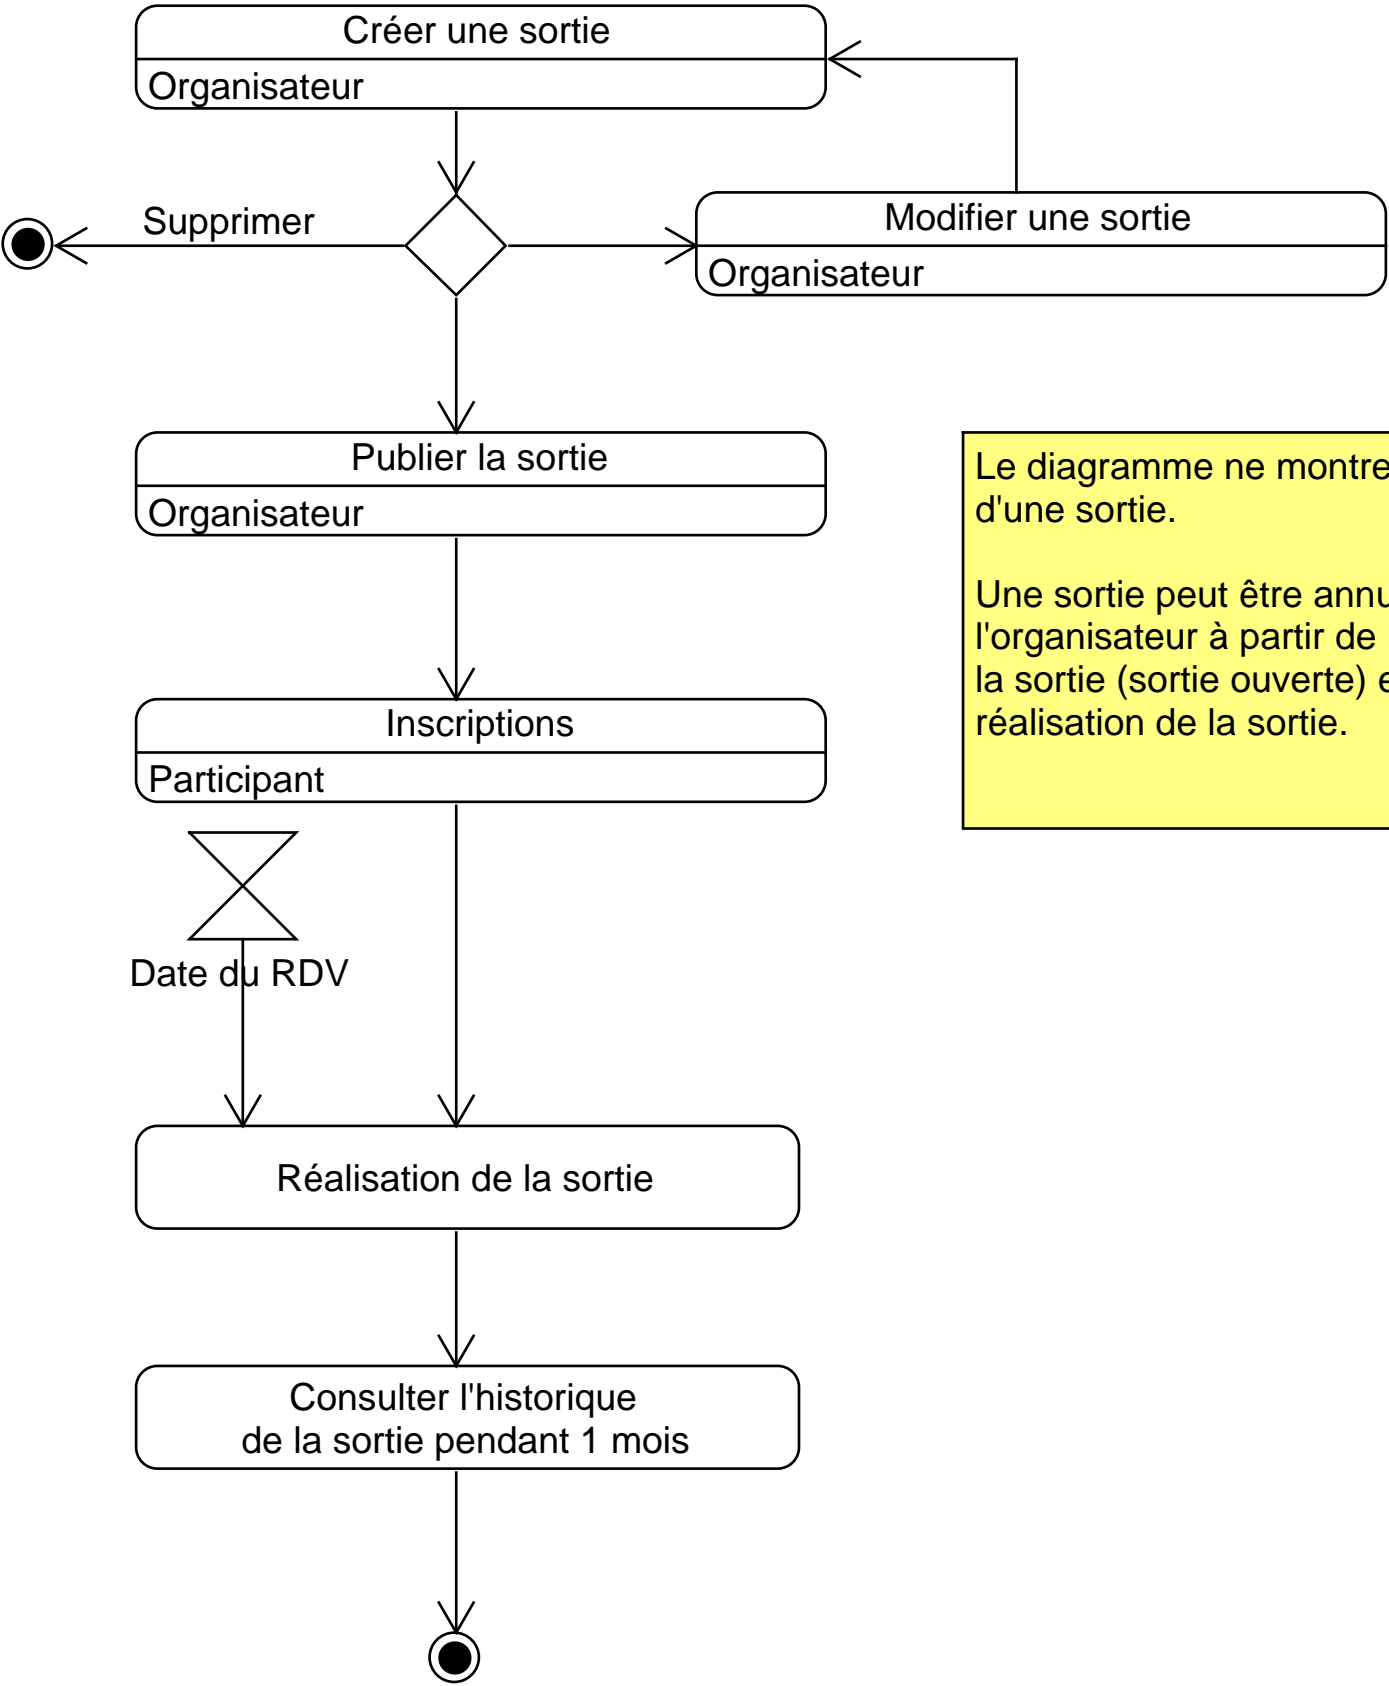 Créer une sortie
Organisateur
Supprimer
Modifier une sortie
Organisateur
Publier la sortie
Organisateur
Le diagramme ne montre
d'une sortie.
Une sortie peut être
l'organisateur à partir de
la sortie (sortie ouverte)
réalisation de la sortie.
Inscriptions
Participant
Date du RDV
Réalisation de la sortie
Consulter l'historique
de la sortie pendant 1 mois